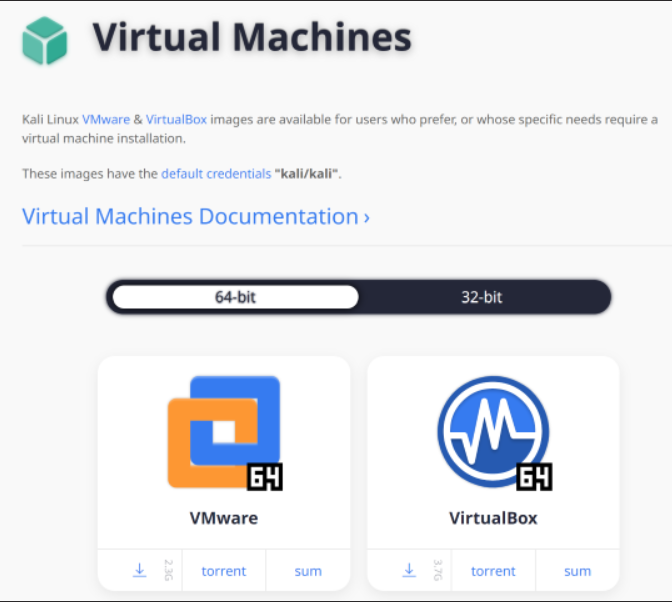 Virtual Machines
Kali Linux VMware & VirtualBox images are available for users who prefer, or whose specific needs require a
virtual machine installation.
These images have the default credentials "kali/kali".
Virtual Machines Documentation ›
64-bit
32-bit
64
64
VMware
VirtualBox
2.3G
torrent
sum
3.7G
torrent
sum